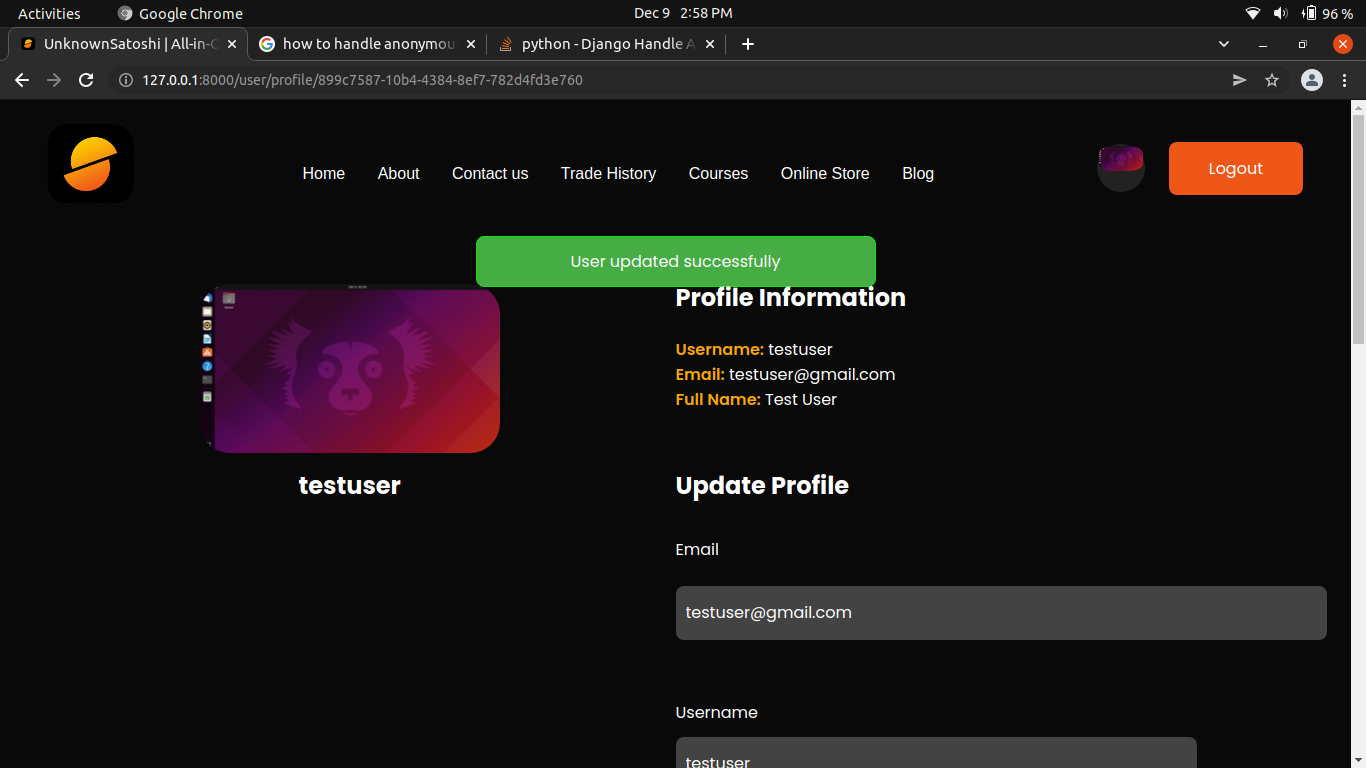 Activities Google Chrome Dec 9 2:58 PM 96 %
UnknownSatoshi | All-in- how to handle anonymou python - Django Handle A
127.0.0.1:8000/user/profile/899c7587-10b4-4384-8ef7-782d4fd3e760
Home About Contact us Trade History Courses Online Store Blog Logout
User updated successfully
Profile Information
Username: testuser
Email: testuser@gmail.com
Full Name: Test User
testuser
Update Profile
Email
testuser@gmail.com
Username
testuser